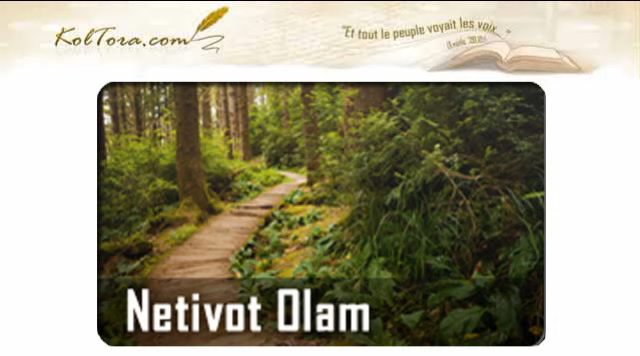 KolTora.com
"Et tout le peuple voyait les voix..."
Netivot Olam